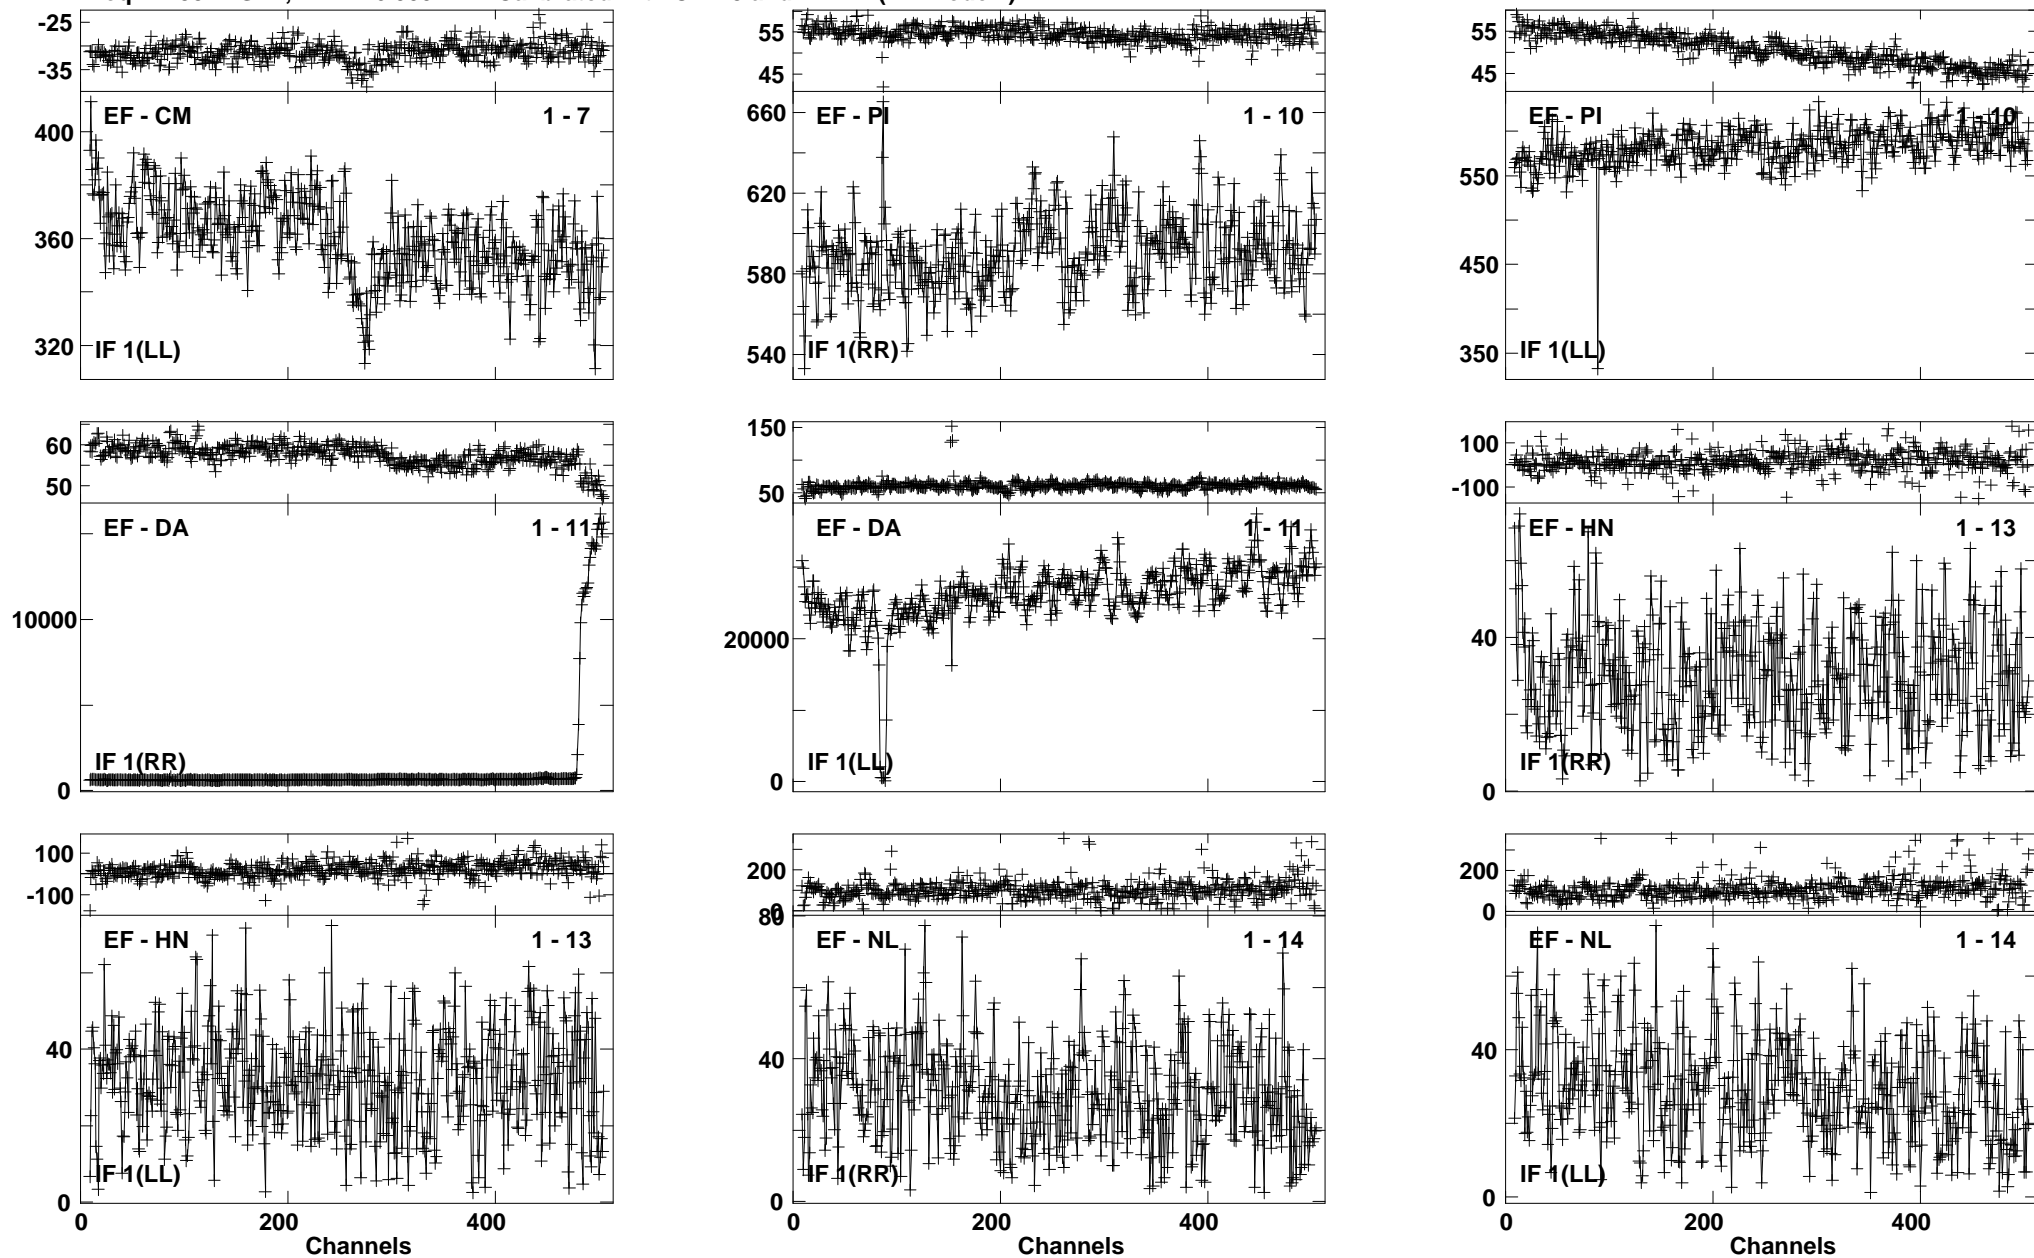 -25
-35
EF - CM 1 - 7
400
360
320
IF 1(LL)
55
45
EF - PI 1 - 10
660
620
580
540
IF 1(RR)
55
45
EF - PI 1 - 10
550
450
350
IF 1(LL)
60
50
EF - DA 1 - 11
10000
0
IF 1(RR)
150
50
EF - DA 1 - 11
20000
0
IF 1(LL)
100
-100
EF - HN 1 - 13
40
0
IF 1(RR)
100
-100
EF - HN 1 - 13
40
0
IF 1(LL)
0 200 400
Channels
200
0
80
EF - NL 1 - 14
40
0
IF 1(RR)
0 200 400
Channels
200
0
EF - NL 1 - 14
40
0
IF 1(LL)
0 200 400
Channels